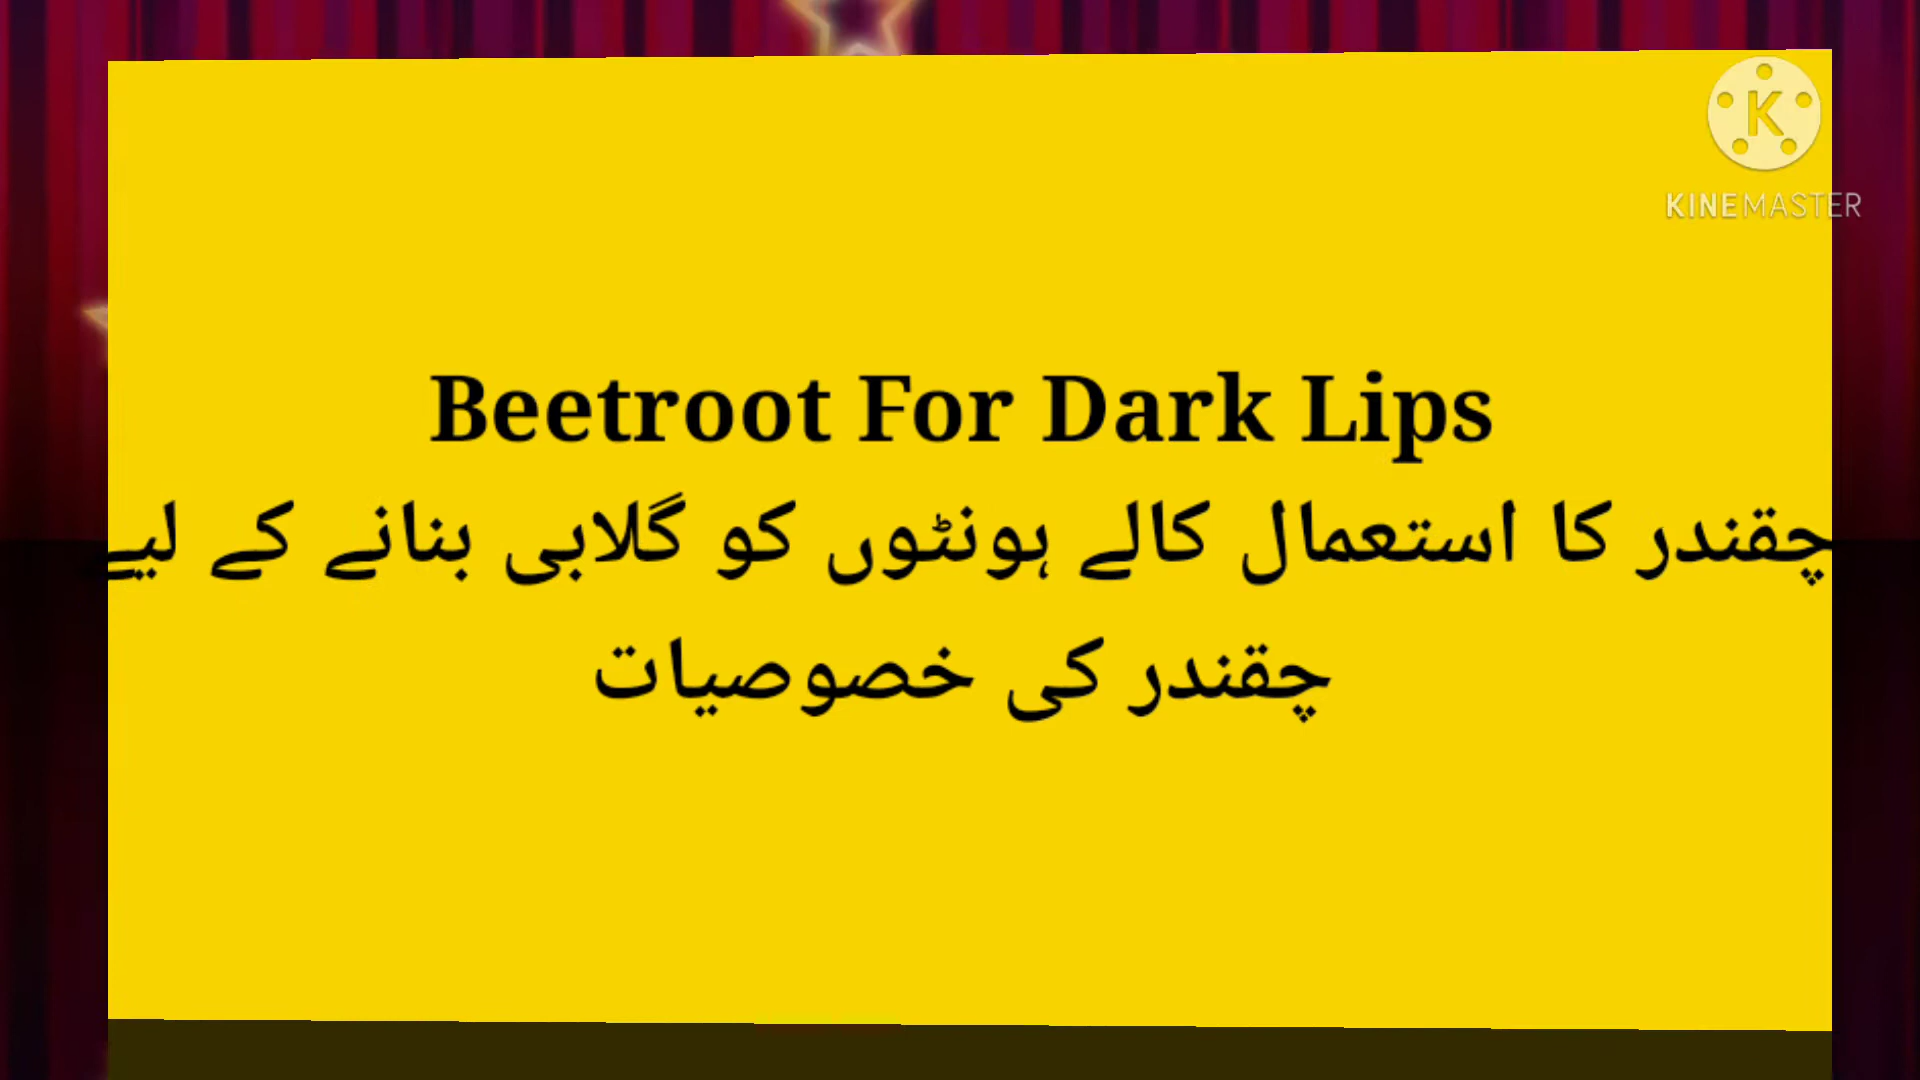 KINEMASTER
Beetroot For Dark Lips
چقندر کا استعمال کالے ہونٹوں کو گلابی بنانے کے لیے
چقندر کی خصوصیات